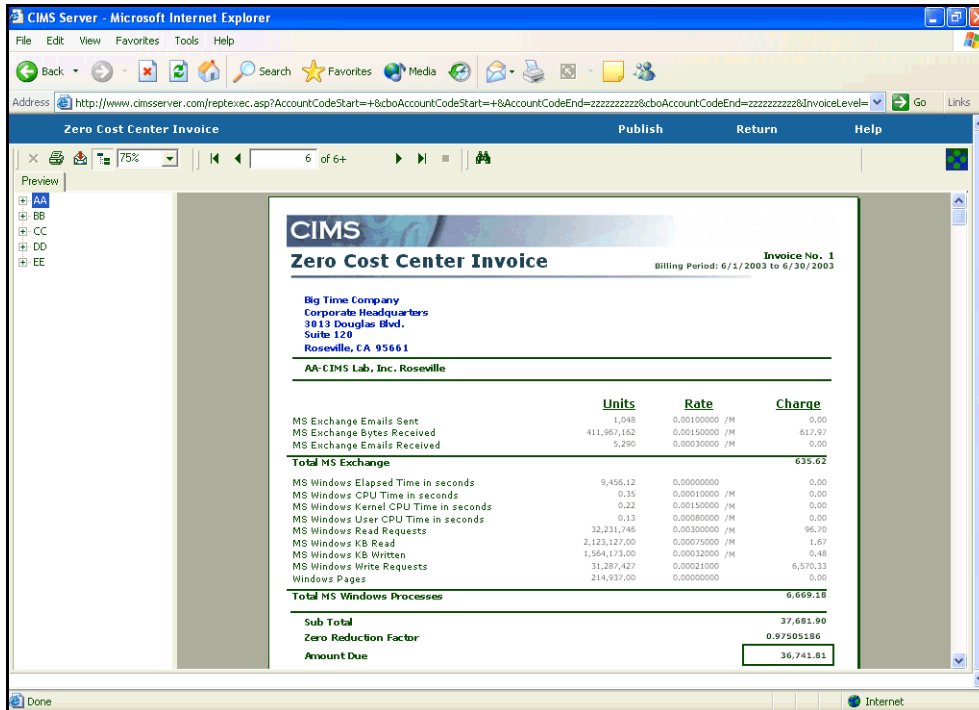 CIMS Server - Microsoft Internet Explorer
File Edit View Favorites Tools Help
Back Search Favorites Media
Address http://www.cimsserver.com/reptexec.asp?AccountCodeStart=+&cboAccountCodeStart=+&AccountCodeEnd=zzzzzzzzzz&cboAccountCodeEnd=zzzzzzzzzz&InvoiceLevel= Go Links
Zero Cost Center Invoice Publish Return Help
75% 6 of 6+
Preview
AA
BB
CC
DD
EE
CIMS
Zero Cost Center Invoice
Invoice No. 1
Billing Period: 6/1/2003 to 6/30/2003
Big Time Company
Corporate Headquarters
3013 Douglas Blvd.
Suite 120
Roseville, CA 95661
AA-CIMS Lab, Inc. Roseville
Units Rate Charge
MS Exchange Emails Sent 1,048 0.00100000 /M 0.00
MS Exchange Bytes Received 411,967,162 0.00150000 /M 617.97
MS Exchange Emails Received 5,290 0.00030000 /M 0.00
Total MS Exchange 635.62
MS Windows Elapsed Time in seconds 9,456.12 0.00000000 0.00
MS Windows CPU Time in seconds 0.35 0.00010000 /M 0.00
MS Windows Kernel CPU Time in seconds 0.22 0.00150000 /M 0.00
MS Windows User CPU Time in seconds 0.13 0.00080000 /M 0.00
MS Windows Read Requests 32,231,746 0.00300000 /M 96.70
MS Windows KB Read 2,123,127.00 0.00075000 /M 1.67
MS Windows KB Written 1,564,173.00 0.00032000 /M 0.48
MS Windows Write Requests 31,287,427 0.00021000 6,570.33
Windows Pages 214,937.00 0.00000000 0.00
Total MS Windows Processes 6,669.18
Sub Total 37,681.90
Zero Reduction Factor 0.97505186
Amount Due 36,741.81
Done Internet